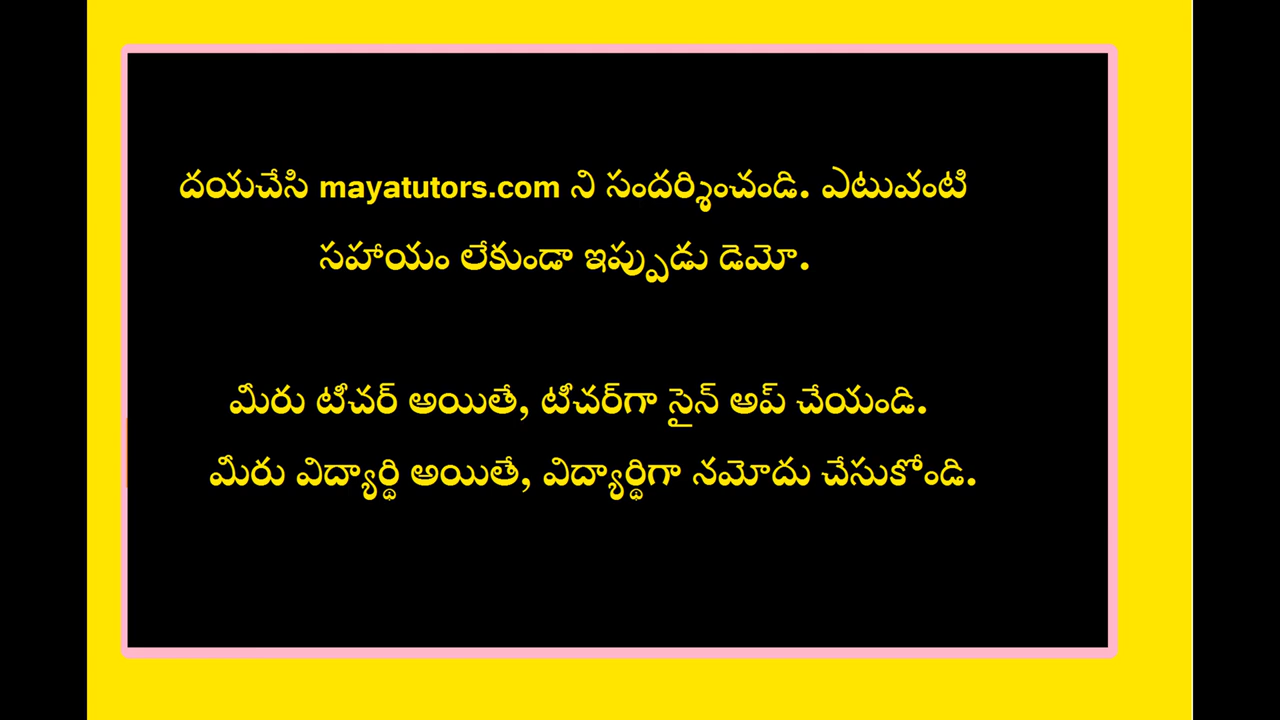 దయచేసి mayatutors.com ని సందర్శించండి. ఎటువంటి
సహాయం లేకుండా ఇప్పుడు డెమో.
మీరు టీచర్ అయితే, టీచర్‌గా సైన్ అప్ చేయండి.
మీరు విద్యార్థి అయితే, విద్యార్థిగా నమోదు చేసుకోండి.